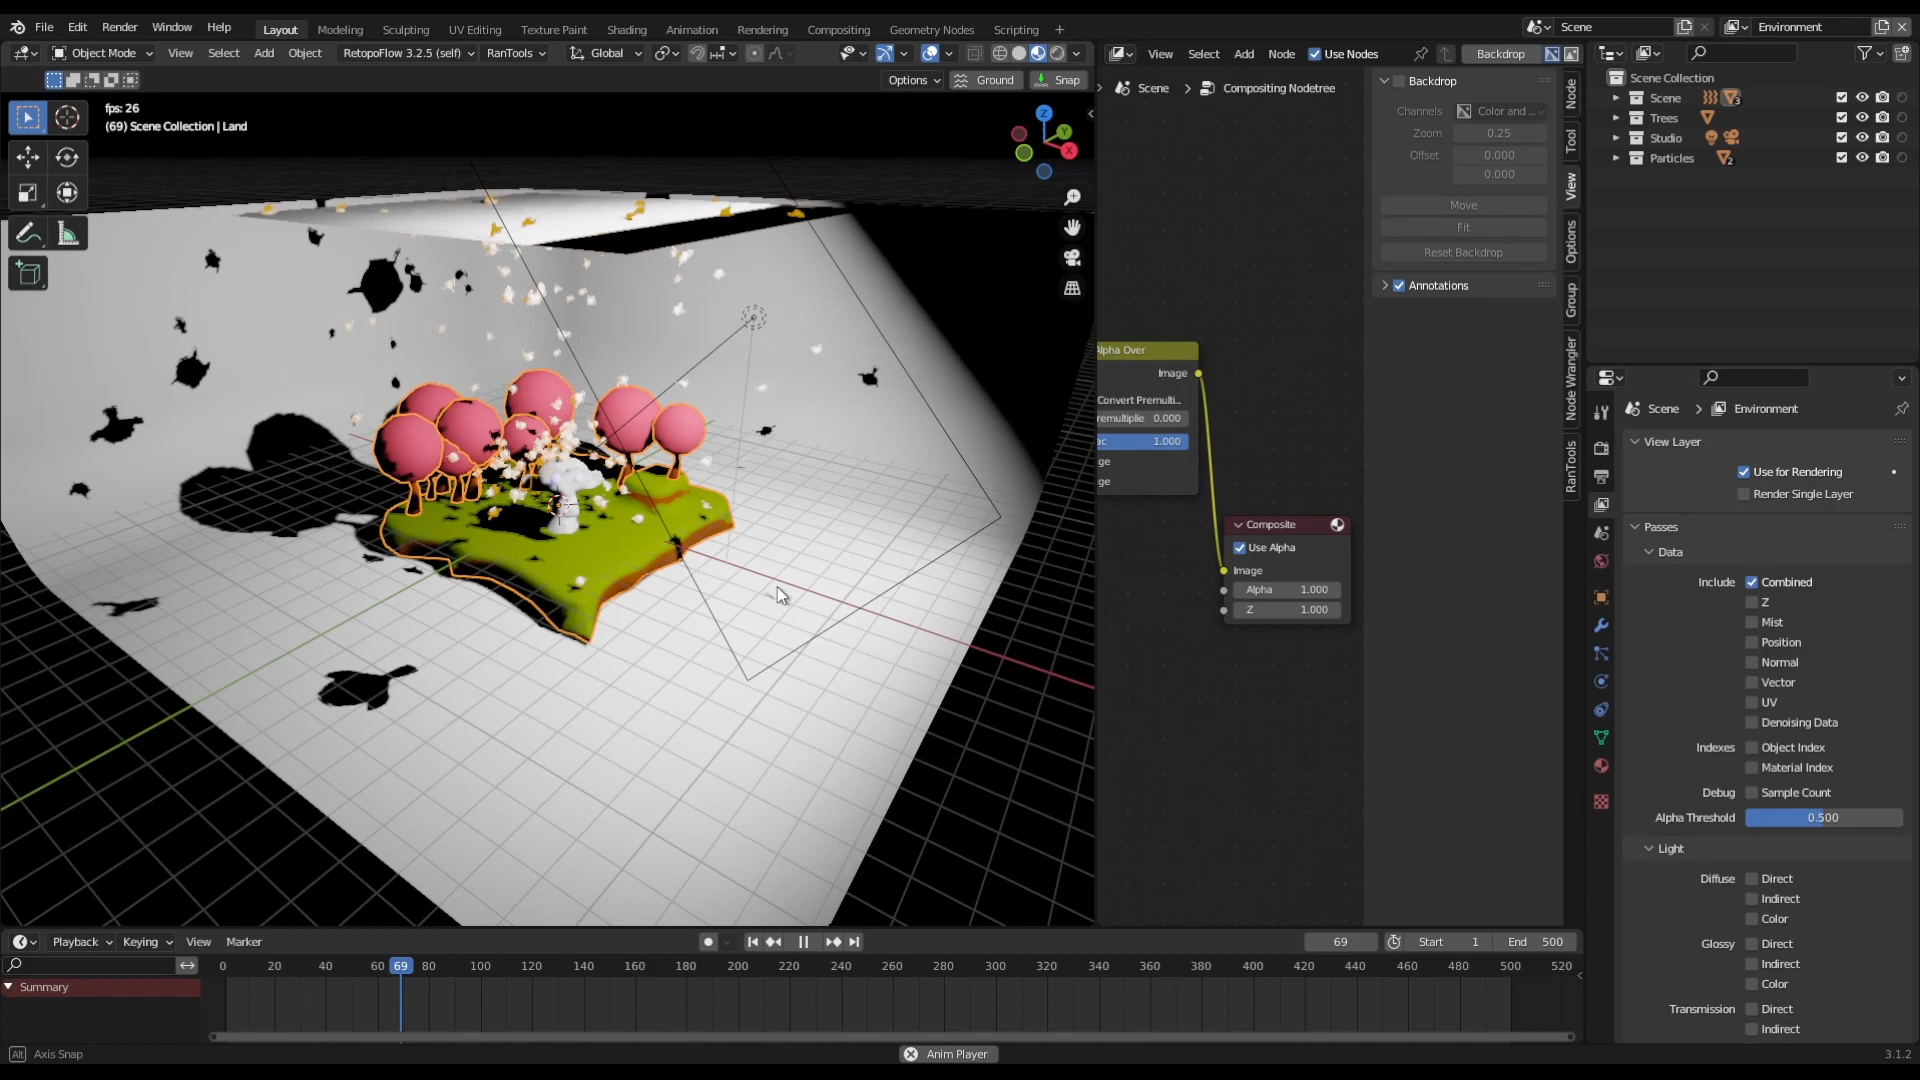 File Edit Render Window Help Layout Modeling Sculpting UV Editing Texture Paint Shading Animation Rendering Compositing Geometry Nodes Scripting + Scene Environment
Object Mode View Select Add Object RetopoFlow 3.2.5 (self) RanTools Global View Select Add Node Use Nodes Backdrop
Options Ground Snap
fps: 26
(69) Scene Collection | Land
Z
Y
X
Scene > Compositing Nodetree
Alpha Over
Image
Convert Premulti..
remultiplie 0.000
ac 1.000
ge
ge
Composite
Use Alpha
Image
Alpha 1.000
Z 1.000
Backdrop
Channels Color and ...
Zoom 0.25
Offset 0.000
0.000
Move
Fit
Reset Backdrop
Annotations
Node
Tool
View
Options
Group
Node Wrangler
RanTools
Scene Collection
Scene 3
Trees
Studio
Particles 2
Scene > Environment
View Layer
Use for Rendering
Render Single Layer
Passes
Data
Include Combined
Z
Mist
Position
Normal
Vector
UV
Denoising Data
Indexes Object Index
Material Index
Debug Sample Count
Alpha Threshold 0.500
Light
Diffuse Direct
Indirect
Color
Glossy Direct
Indirect
Color
Transmission Direct
Indirect
Playback Keying View Marker 69 Start 1 End 500
0 20 40 60 69 80 100 120 140 160 180 200 220 240 260 280 300 320 340 360 380 400 420 440 460 480 500 520
Summary
Alt Axis Snap Anim Player 3.1.2